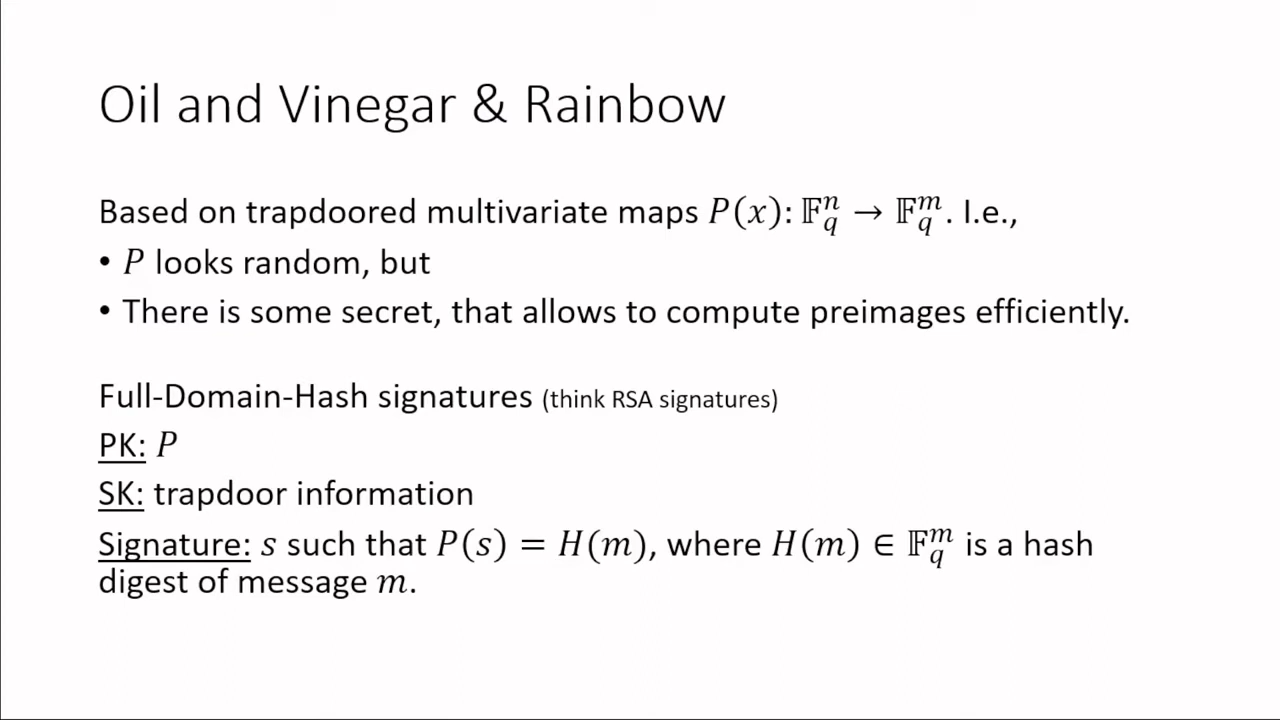 Oil and Vinegar & Rainbow
Based on trapdoored multivariate maps 𝑃(𝑥): 𝔽_q^n → 𝔽_q^m. I.e.,
• 𝑃 looks random, but
• There is some secret, that allows to compute preimages efficiently.
Full-Domain-Hash signatures (think RSA signatures)
PK: 𝑃
SK: trapdoor information
Signature: 𝑠 such that 𝑃(𝑠) = 𝐻(𝑚), where 𝐻(𝑚) ∈ 𝔽_q^m is a hash
digest of message 𝑚.